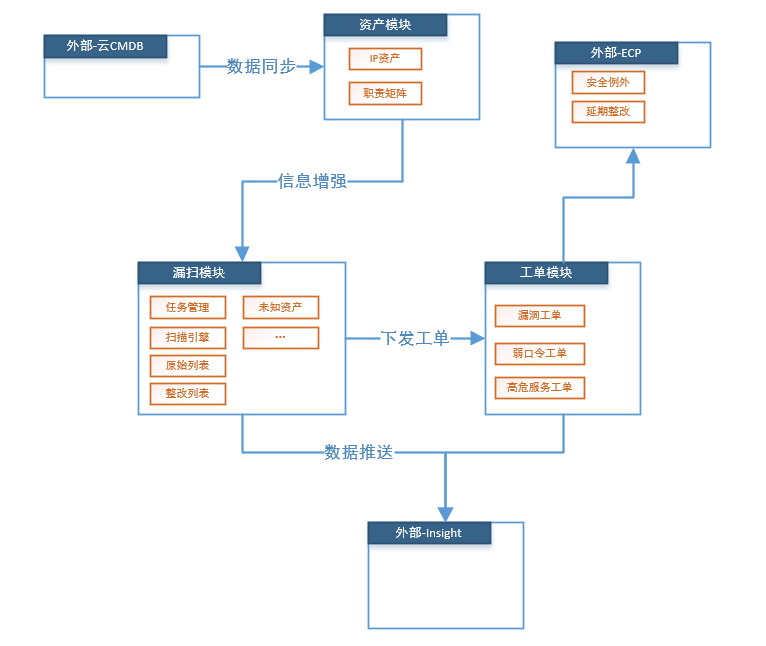 外部-云CMDB
数据同步
资产模块
IP资产
职责矩阵
外部-ECP
安全例外
延期整改
信息增强
漏扫模块
任务管理
未知资产
扫描引擎
...
原始列表
整改列表
下发工单
工单模块
漏洞工单
弱口令工单
高危服务工单
数据推送
外部-Insight